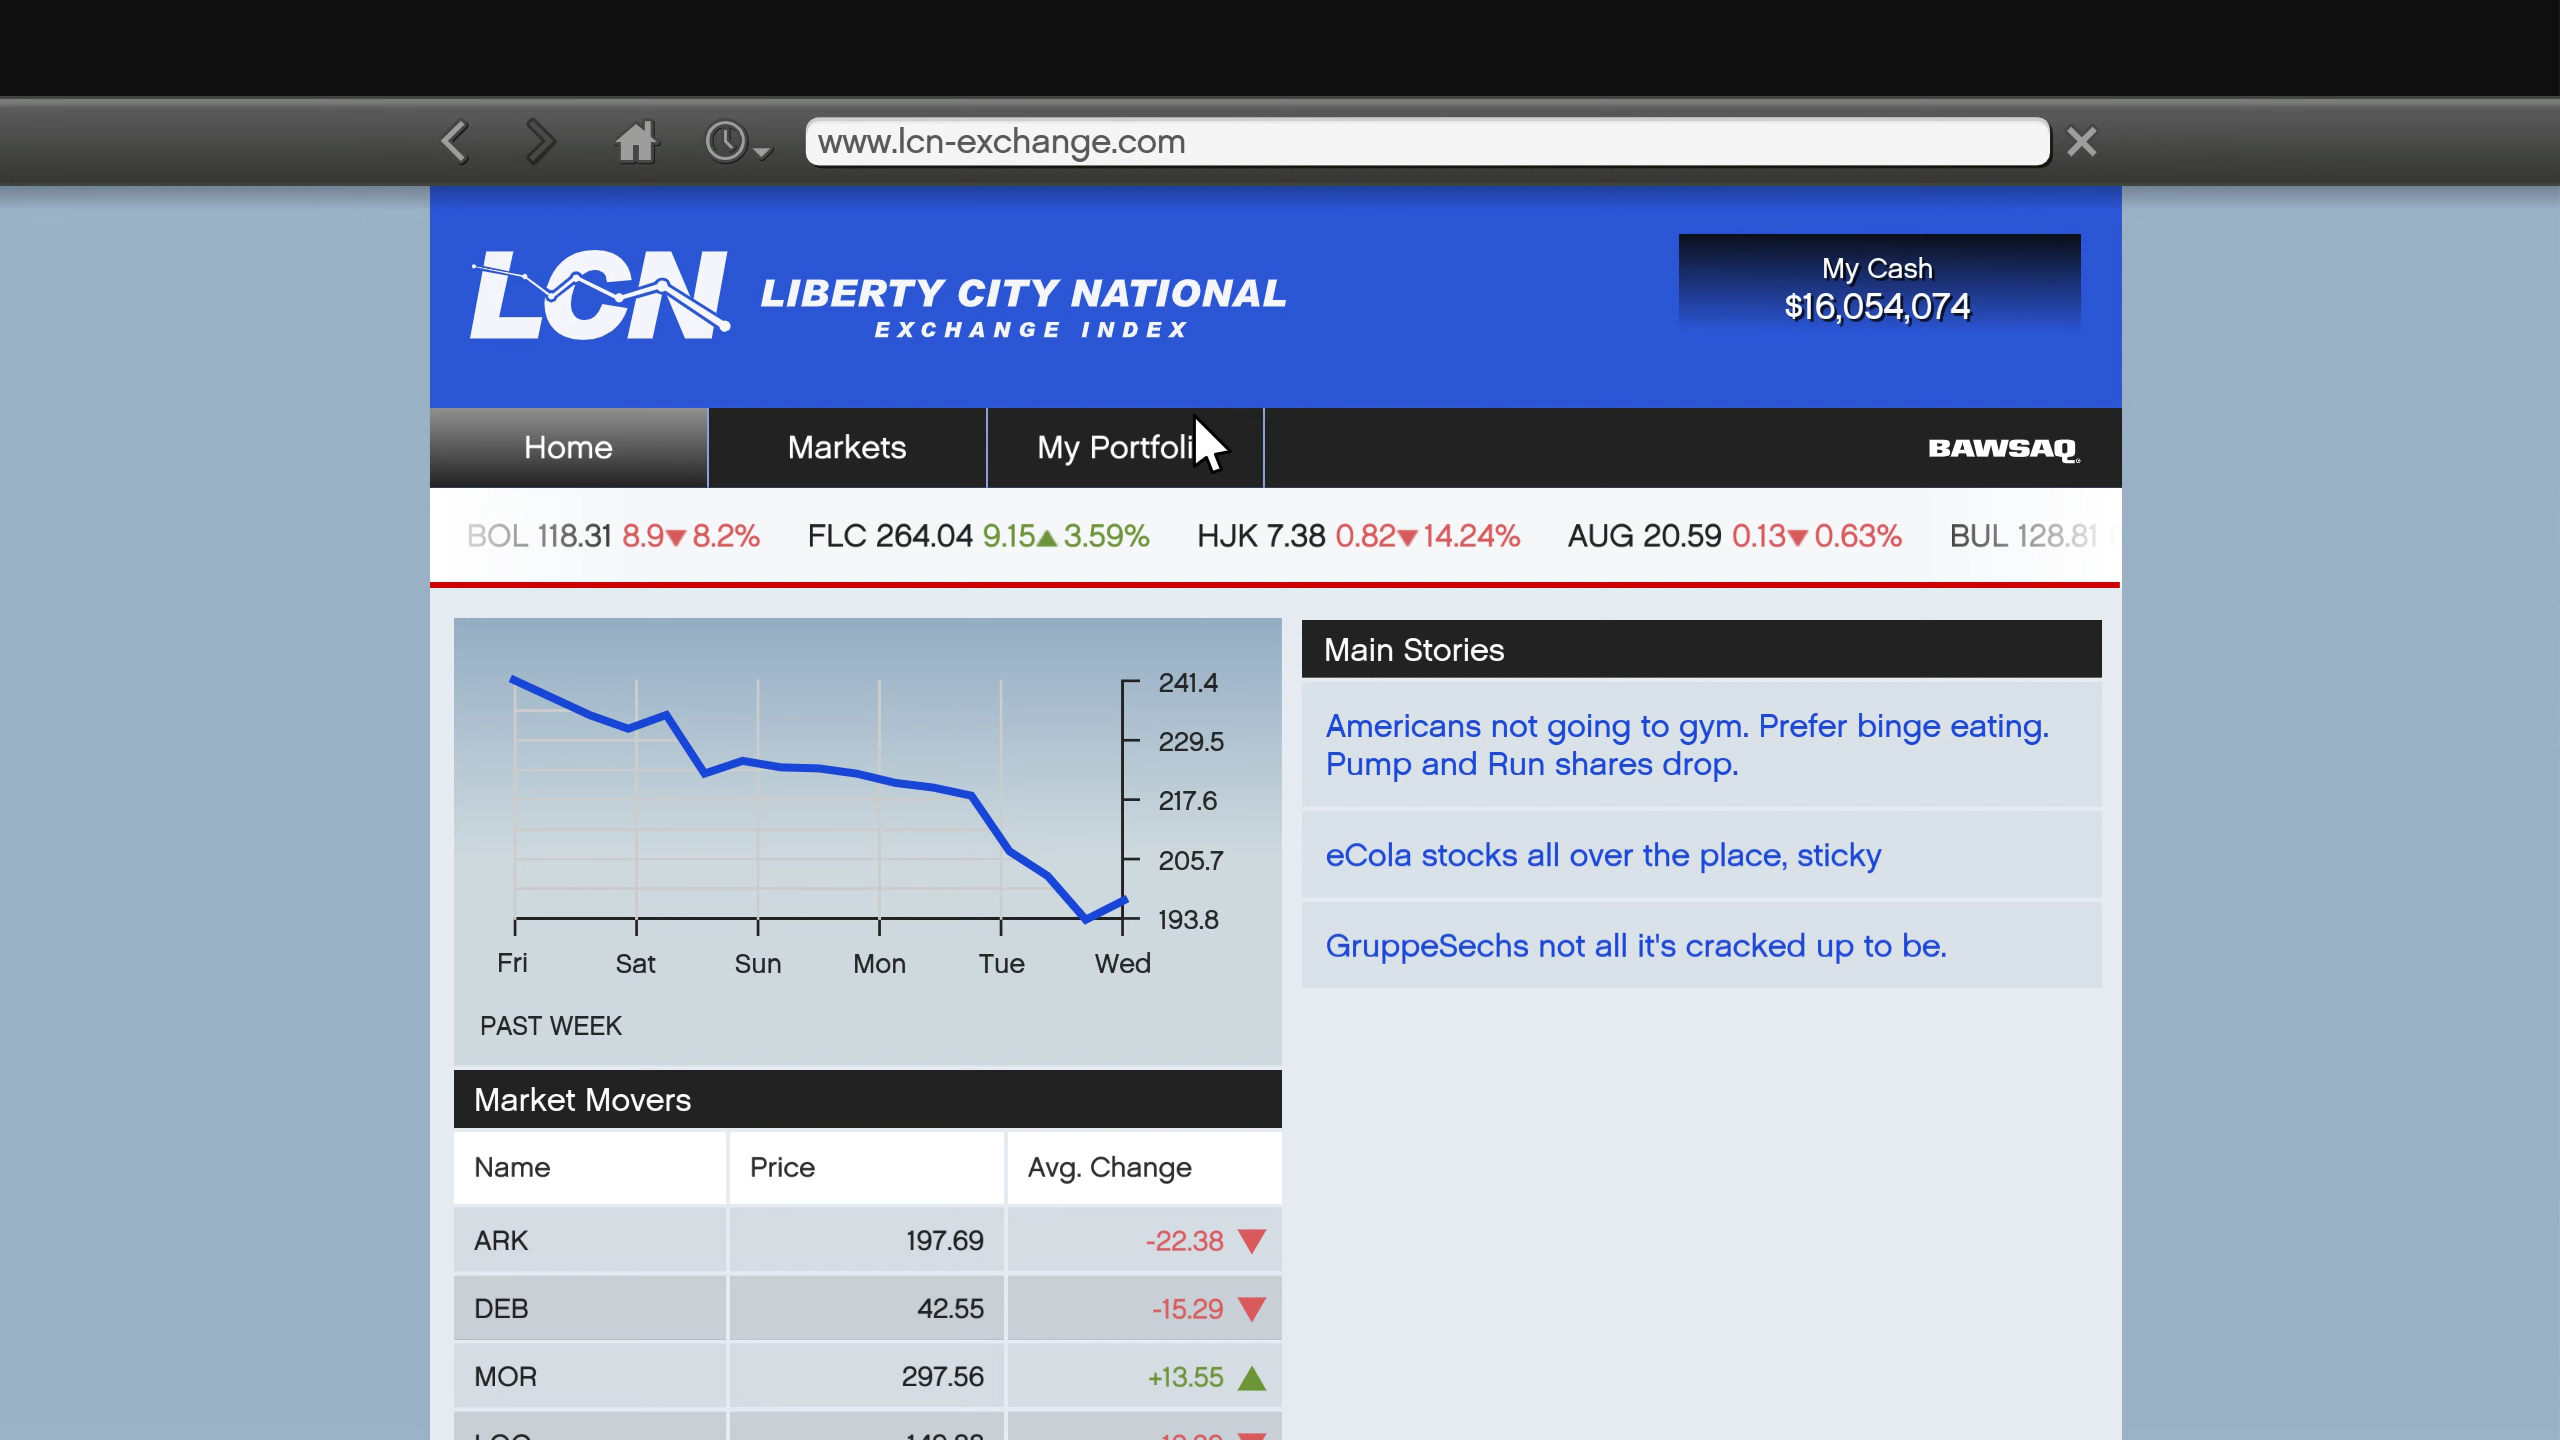 www.lcn-exchange.com
LCN
LIBERTY CITY NATIONAL
EXCHANGE INDEX
My Cash
$16,054,074
Home
Markets
My Portfoli
BAWSAQ
BOL 118.31 8.9▼8.2% FLC 264.04 9.15▲3.59% HJK 7.38 0.82▼14.24% AUG 20.59 0.13▼0.63% BUL 128.81
241.4
229.5
217.6
205.7
193.8
Fri Sat Sun Mon Tue Wed
PAST WEEK
Main Stories
Americans not going to gym. Prefer binge eating.
Pump and Run shares drop.
eCola stocks all over the place, sticky
GruppeSechs not all it's cracked up to be.
Market Movers
Name Price Avg. Change
ARK 197.69 -22.38
DEB 42.55 -15.29
MOR 297.56 +13.55